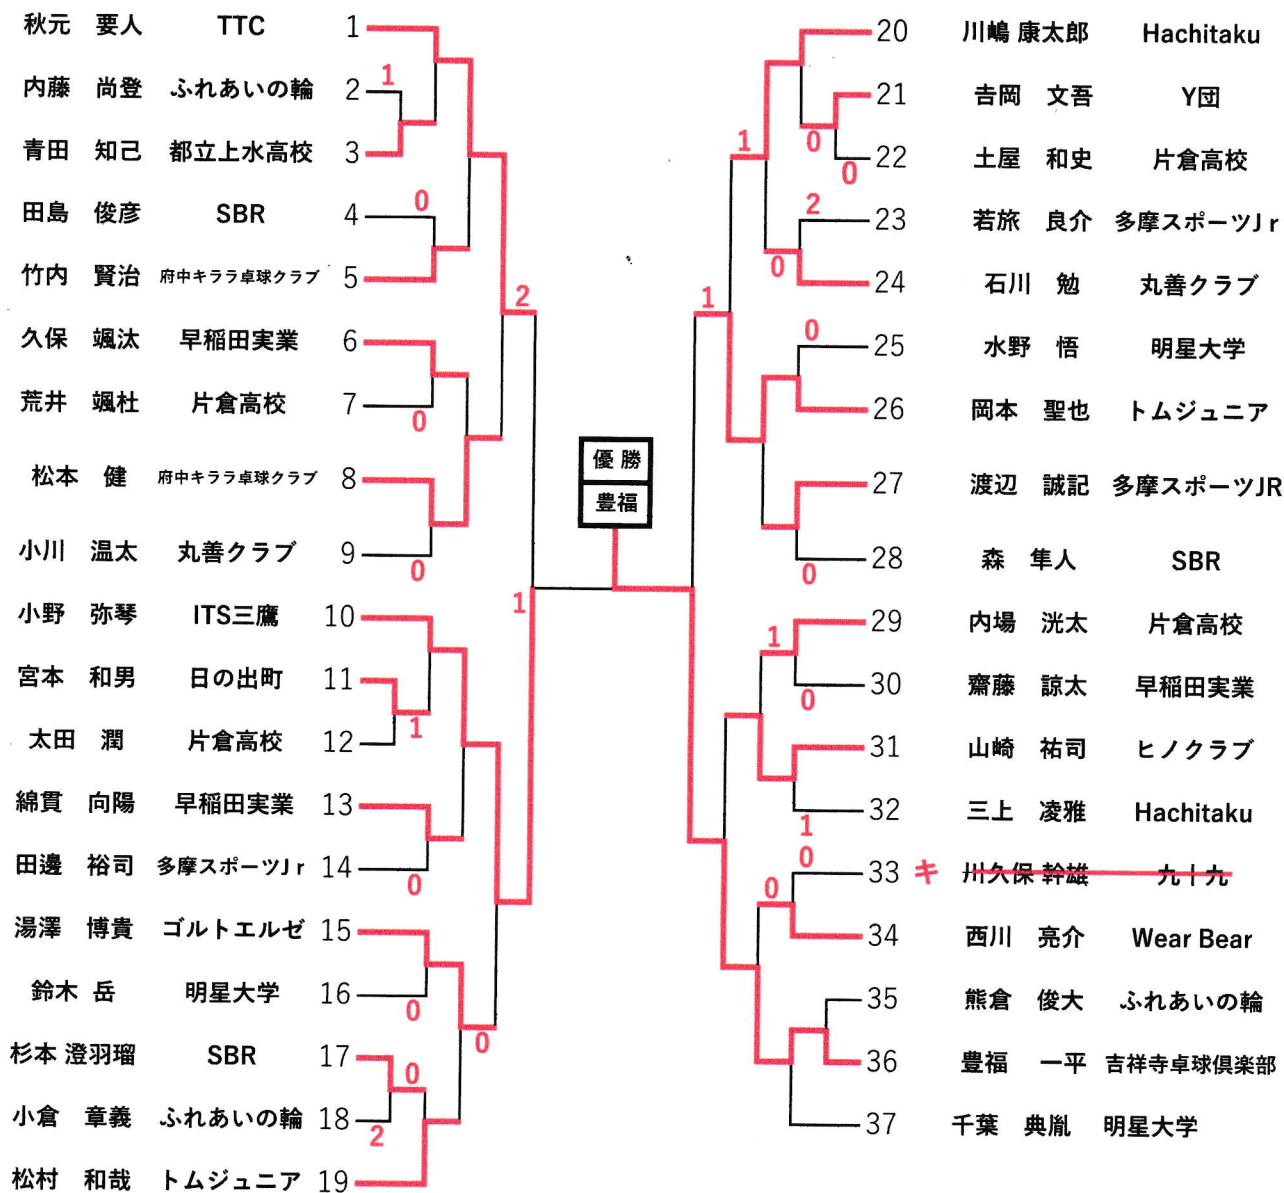 秋元 要人 TTC 1
1
内藤 尚登 ふれあいの輪 2
青田 知己 都立上水高校 3
0
田島 俊彦 SBR 4
竹内 賢治 府中キララ卓球クラブ 5
2
久保 颯汰 早稲田実業 6
荒井 颯杜 片倉高校 7
0
松本 健 府中キララ卓球クラブ 8
小川 温太 丸善クラブ 9
0
1
小野 弥琴 ITS三鷹 10
宮本 和男 日の出町 11
1
太田 潤 片倉高校 12
綿貫 向陽 早稲田実業 13
田邊 裕司 多摩スポーツJr 14
0
湯澤 博貴 ゴルトエルゼ 15
鈴木 岳 明星大学 16
0
0
杉本 澄羽瑠 SBR 17
0
小倉 章義 ふれあいの輪 18
2
松村 和哉 トムジュニア 19
優勝
豊福
20 川嶋 康太郎 Hachitaku
21 吉岡 文吾 Y団
1
0
22 土屋 和史 片倉高校
0
2
23 若旅 良介 多摩スポーツJr
0
24 石川 勉 丸善クラブ
1
0
25 水野 悟 明星大学
26 岡本 聖也 トムジュニア
27 渡辺 誠記 多摩スポーツJR
28 森 隼人 SBR
0
29 内場 洸太 片倉高校
1
30 齋藤 諒太 早稲田実業
0
31 山崎 祐司 ヒノクラブ
32 三上 凌雅 Hachitaku
1
0
33 キ 川久保 幹雄 九十九
0
34 西川 亮介 Wear Bear
35 熊倉 俊大 ふれあいの輪
36 豊福 一平 吉祥寺卓球倶楽部
37 千葉 典胤 明星大学